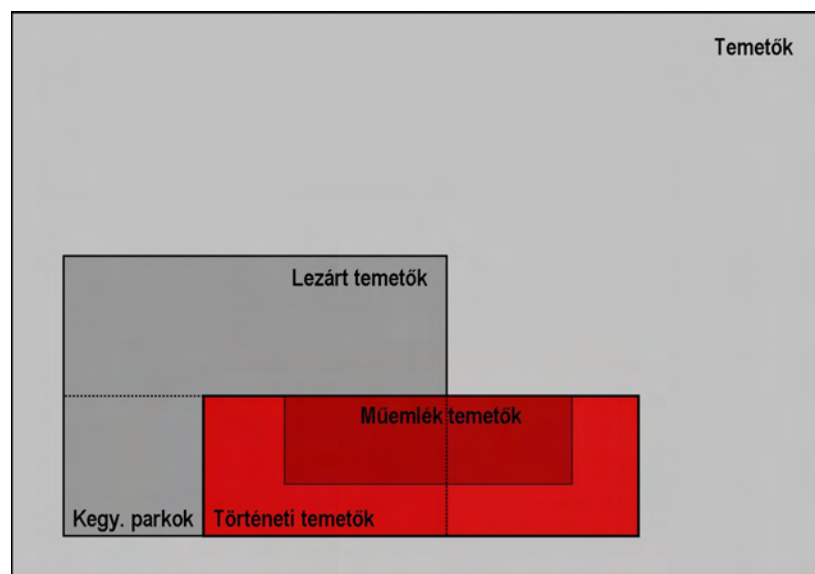 Temetők
Lezárt temetők
Műemlék temetők
Kegy. parkok
Történeti temetők